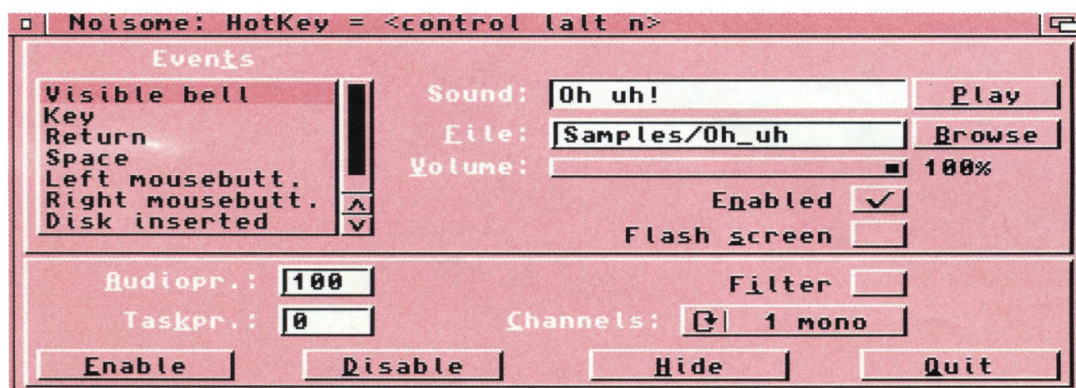 Noisome: HotKey = <control lalt n>
Events
Visible bell
Key
Return
Space
Left mousebutt.
Right mousebutt.
Disk inserted
Sound: Oh uh! Play
File: Samples/Oh_uh Browse
Volume: 100%
Enabled
Flash screen
Audiopr.: 100
Taskpr.: 0
Filter
Channels: 1 mono
Enable Disable Hide Quit